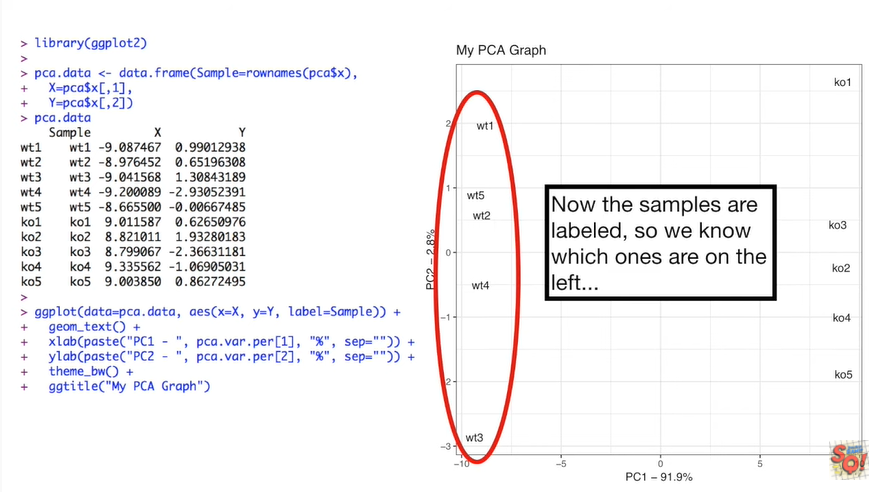 > library(ggplot2)
>
> pca.data <- data.frame(Sample=rownames(pca$x),
+ X=pca$x[,1],
+ Y=pca$x[,2])
> pca.data
Sample X Y
wt1 wt1 -9.087467 0.99012938
wt2 wt2 -8.976452 0.65196308
wt3 wt3 -9.041568 1.30843189
wt4 wt4 -9.200089 -2.93052391
wt5 wt5 -8.665500 -0.00667485
ko1 ko1 9.011587 0.62650976
ko2 ko2 8.821011 1.93280183
ko3 ko3 8.799067 -2.36631181
ko4 ko4 9.335562 -1.06905031
ko5 ko5 9.003850 0.86272495
>
> ggplot(data=pca.data, aes(x=X, y=Y, label=Sample)) +
+ geom_text() +
+ xlab(paste("PC1 - ", pca.var.per[1], "%", sep="")) +
+ ylab(paste("PC2 - ", pca.var.per[2], "%", sep="")) +
+ theme_bw() +
+ ggtitle("My PCA Graph")
My PCA Graph
ko1
2
wt1
1
wt5
wt2
ko3
PC2 – 2.8%
0
ko2
wt4
−1
ko4
ko5
−2
wt3
−3
−10 −5 0 5
PC1 – 91.9%
Now the samples are
labeled, so we know
which ones are on the
left...
SQ!